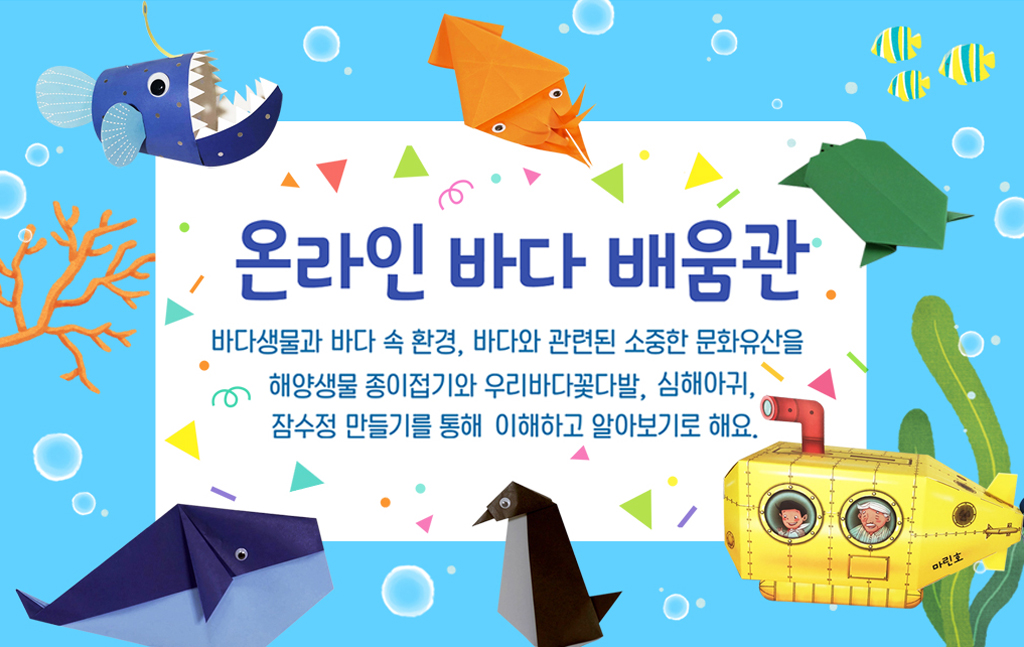 온라인 바다 배움관
바다생물과 바다 속 환경, 바다와 관련된 소중한 문화유산을
해양생물 종이접기와 우리바다꽃다발, 심해아귀,
잠수정 만들기를 통해 이해하고 알아보기로 해요.
마린호